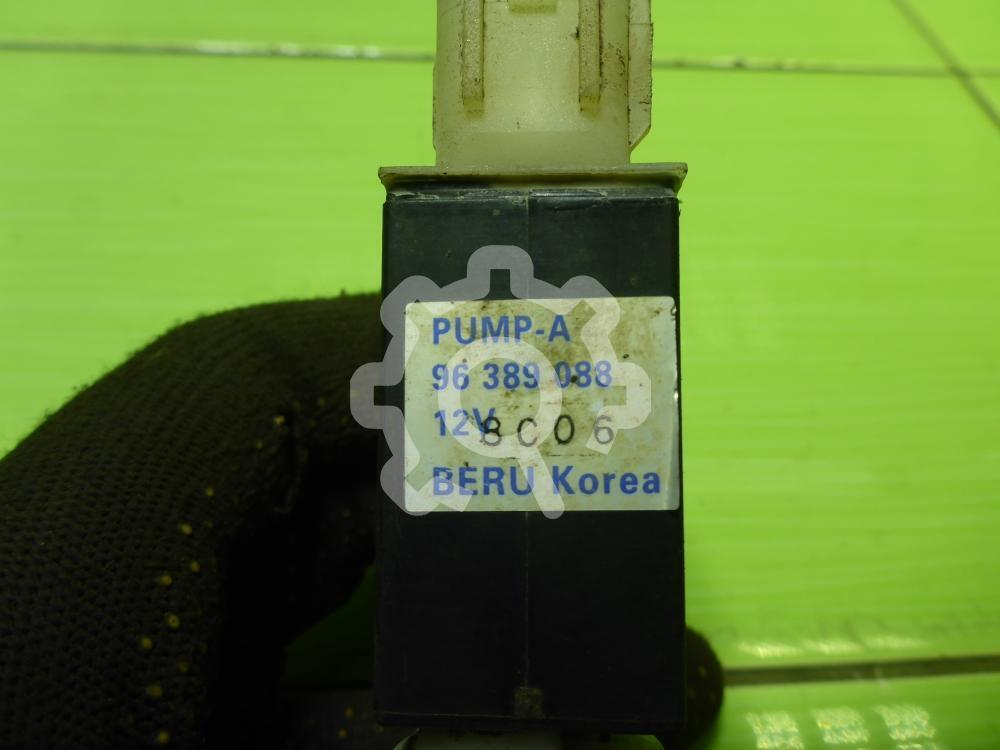 PUMP-A
96 389 088
12V
8C06
BERU Korea